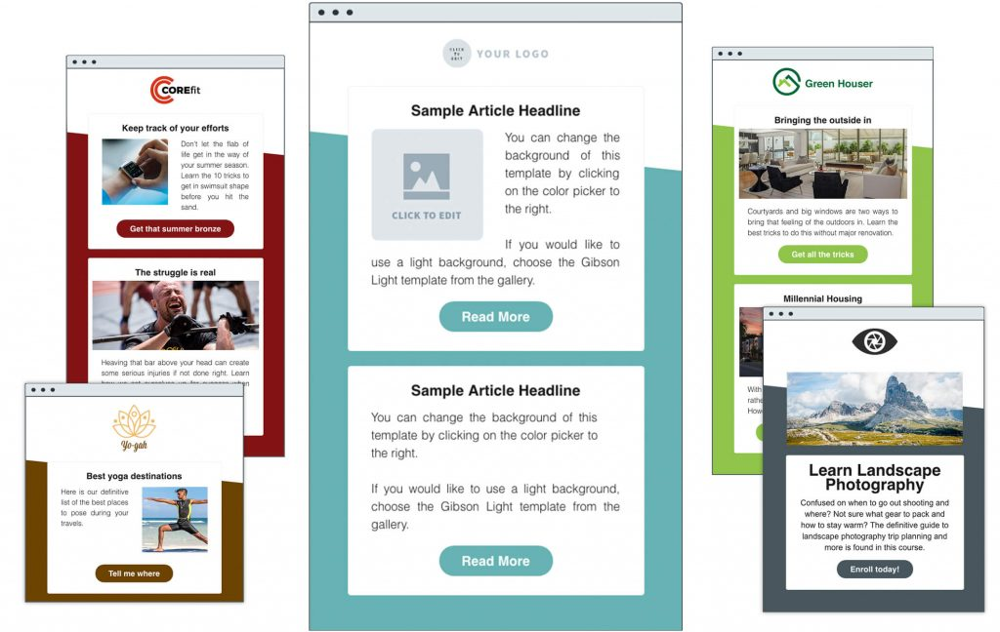 COREfit
Keep track of your efforts
Don't let the flab of
life get in the way of
your summer season.
Learn the 10 tricks to
get in swimsuit shape
before you hit the
sand.
Get that summer bronze
The struggle is real
Heaving that bar above your head can create
some serious injuries if not done right. Learn
how we set ourselves up for success when
Yo-gah
Best yoga destinations
Here is our definitive
list of the best places
to pose during your
travels.
Tell me where
CLICK
TO
EDIT
YOUR LOGO
Sample Article Headline
CLICK TO EDIT
You can change the
background of this
template by clicking
on the color picker to
the right.
If you would like to
use a light background, choose the Gibson
Light template from the gallery.
Read More
Sample Article Headline
You can change the background of this
template by clicking on the color picker to
the right.
If you would like to use a light background,
choose the Gibson Light template from the
gallery.
Read More
Green Houser
Bringing the outside in
Courtyards and big windows are two ways to
bring that feeling of the outdoors in. Learn the
best tricks to do this without major renovation.
Get all the tricks
Millennial Housing
With
Learn Landscape
Photography
Confused on when to go out shooting and
where? Not sure what gear to pack and
how to stay warm? The definitive guide to
landscape photography trip planning and
more is found in this course.
Enroll today!